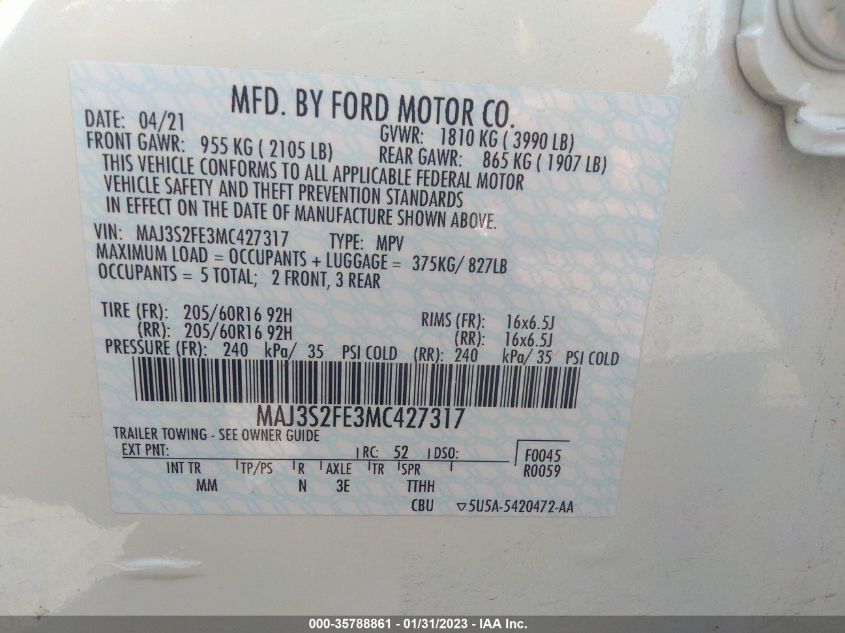 MFD. BY FORD MOTOR CO.
DATE: 04/21 GVWR: 1810 KG ( 3990 LB)
FRONT GAWR: 955 KG ( 2105 LB) REAR GAWR: 865 KG ( 1907 LB)
THIS VEHICLE CONFORMS TO ALL APPLICABLE FEDERAL MOTOR
VEHICLE SAFETY AND THEFT PREVENTION STANDARDS
IN EFFECT ON THE DATE OF MANUFACTURE SHOWN ABOVE.
VIN: MAJ3S2FE3MC427317 TYPE: MPV
MAXIMUM LOAD = OCCUPANTS + LUGGAGE = 375KG/ 827LB
OCCUPANTS = 5 TOTAL; 2 FRONT, 3 REAR
TIRE (FR): 205/60R16 92H RIMS (FR): 16x6.5J
(RR): 205/60R16 92H (RR): 16x6.5J
PRESSURE (FR): 240 kPa/ 35 PSI COLD (RR): 240 kPa/ 35 PSI COLD
MAJ3S2FE3MC427317
TRAILER TOWING - SEE OWNER GUIDE
EXT PNT: RC: 52 DSO: F0045
INT TR TP/PS R AXLE TR SPR R0059
MM N 3E TTHH
CBU ▽5U5A-5420472-AA
000-35788861 - 01/31/2023 - IAA Inc.